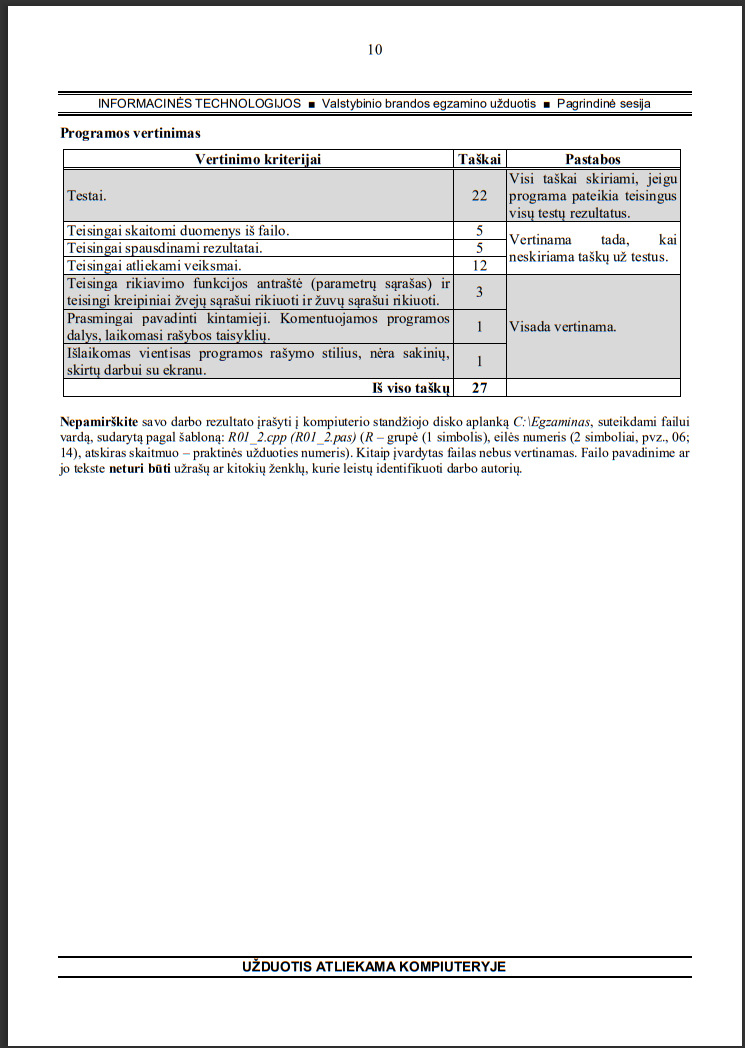 10
INFORMACINĖS TECHNOLOGIJOS ■ Valstybinio brandos egzamino užduotis ■ Pagrindinė sesija
Programos vertinimas
Vertinimo kriterijai Taškai Pastabos
Testai. 22 Visi taškai skiriami, jeigu
programa pateikia teisingus
visų testų rezultatus.
Teisingai skaitomi duomenys iš failo. 5
Teisingai spausdinami rezultatai. 5
Teisingai atliekami veiksmai. 12
Vertinama tada, kai
neskiriama taškų už testus.
Teisinga rikiavimo funkcijos antraštė (parametrų sąrašas) ir
teisingi kreipiniai žvejų sąrašui rikiuoti ir žuvų sąrašui rikiuoti. 3
Prasmingai pavadinti kintamieji. Komentuojamos programos
dalys, laikomasi rašybos taisyklių. 1
Išlaikomas vientisas programos rašymo stilius, nėra sakinių,
skirtų darbui su ekranu. 1
Visada vertinama.
Iš viso taškų 27
Nepamirškite savo darbo rezultato įrašyti į kompiuterio standžiojo disko aplanką C:\Egzaminas, suteikdami failui
vardą, sudarytą pagal šabloną: R01_2.cpp (R01_2.pas) (R – grupė (1 simbolis), eilės numeris (2 simboliai, pvz., 06;
14), atskiras skaitmuo – praktinės užduoties numeris). Kitaip įvardytas failas nebus vertinamas. Failo pavadinime ar
jo tekste neturi būti užrašų ar kitokių ženklų, kurie leistų identifikuoti darbo autorių.
UŽDUOTIS ATLIEKAMA KOMPIUTERYJE